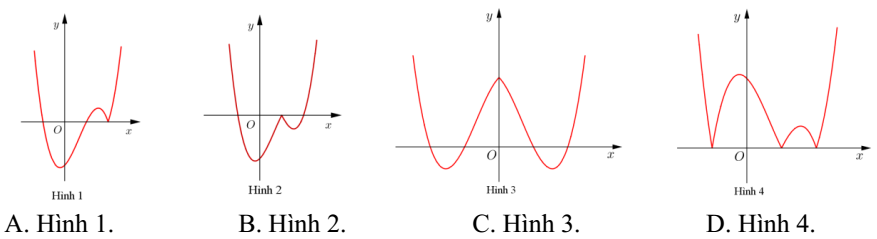 y y y y
O x O x O x O x
Hình 1 Hình 2 Hình 3 Hình 4
A. Hình 1. B. Hình 2. C. Hình 3. D. Hình 4.